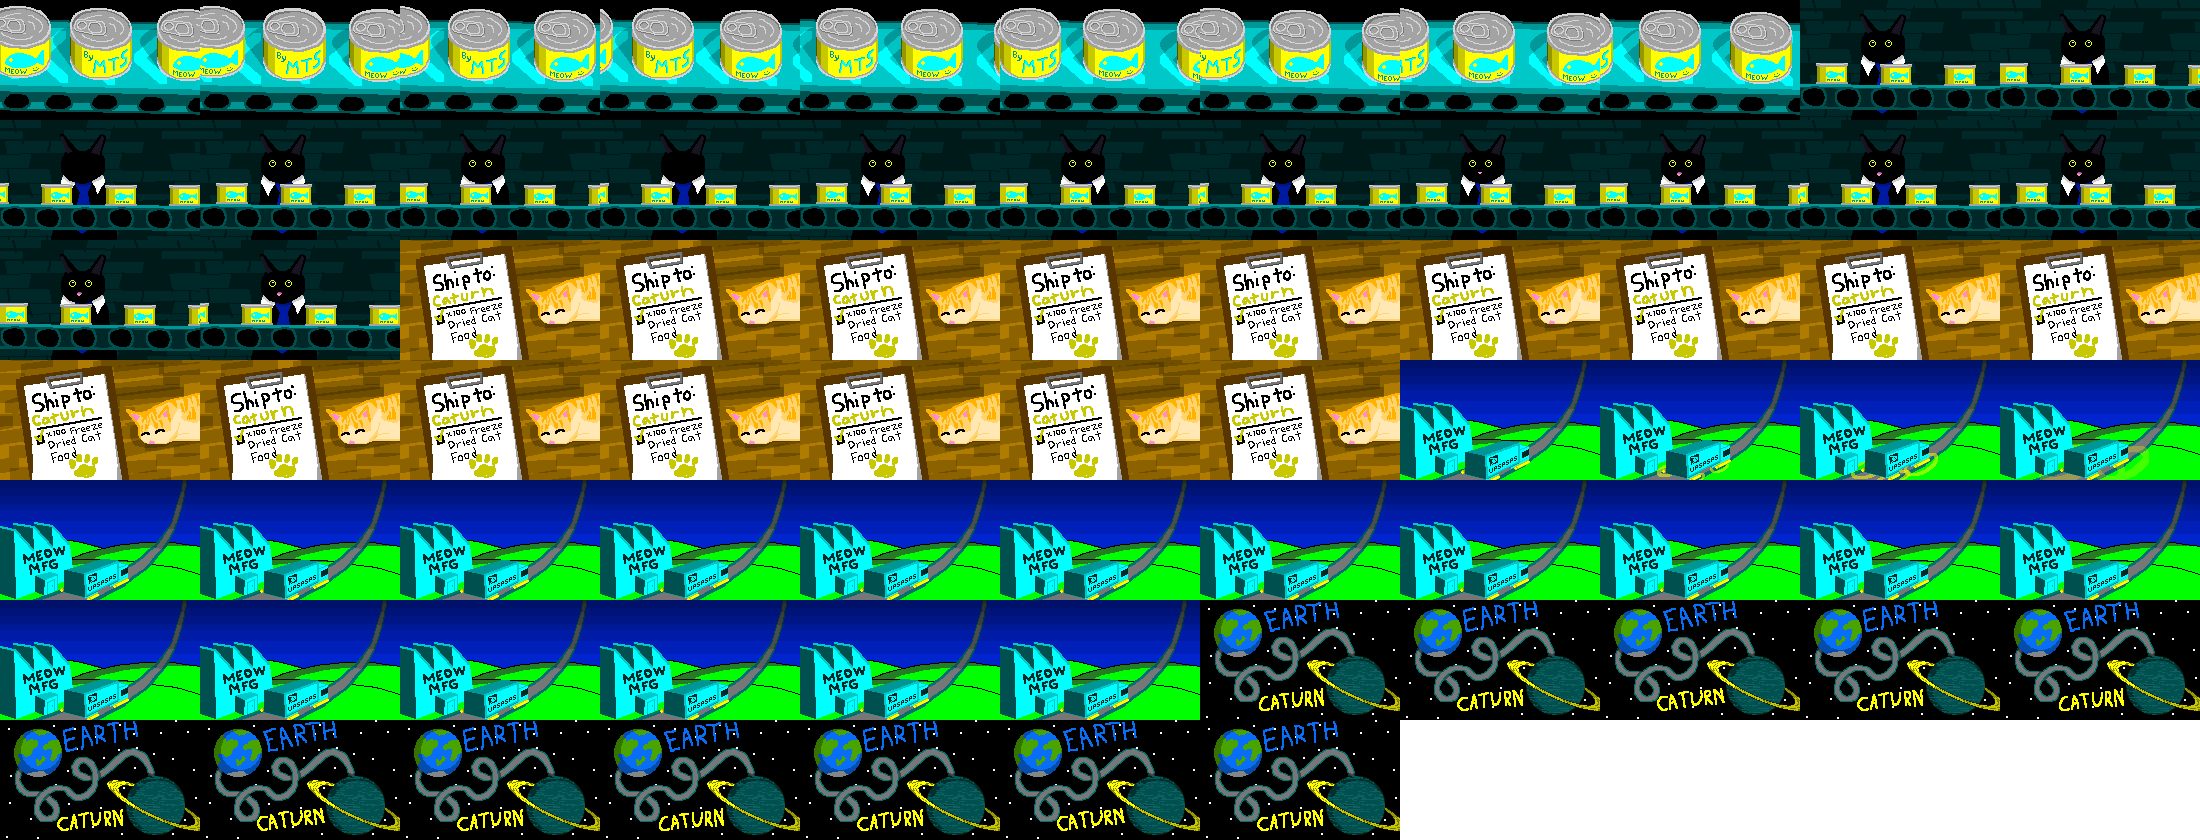 By MTS
MEOW
Ship to:
Caturn
x100 Freeze
Dried Cat
Food
MEOW
MFG
EARTH
CATURN